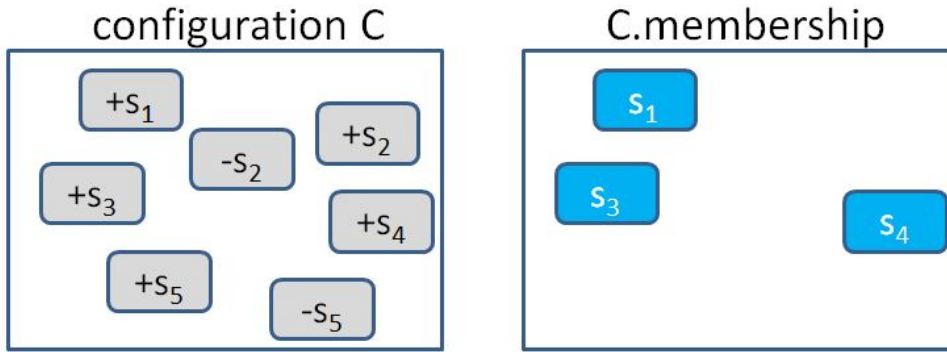 configuration C
C.membership
+s₁
+s₂
-s₂
+s₃
+s₄
+s₅
-s₅
s₁
s₃
s₄